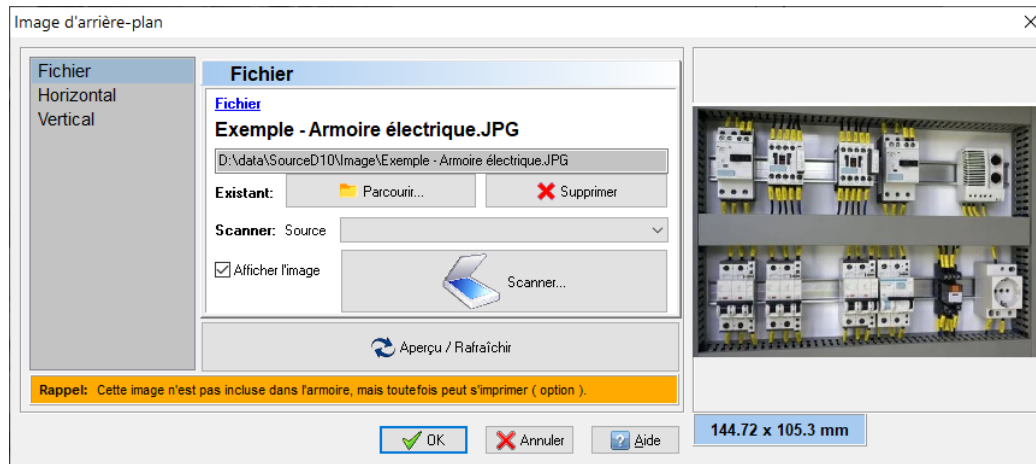 Image d'arrière-plan
Fichier
Horizontal
Vertical
Fichier
Fichier
Exemple - Armoire électrique.JPG
D:\data\SourceD10\Image\Exemple - Armoire électrique.JPG
Existant:
Parcourir...
Supprimer
Scanner: Source
Afficher l'image
Scanner...
Aperçu / Rafraîchir
Rappel: Cette image n'est pas incluse dans l'armoire, mais toutefois peut s'imprimer ( option ).
OK
Annuler
Aide
144.72 x 105.3 mm